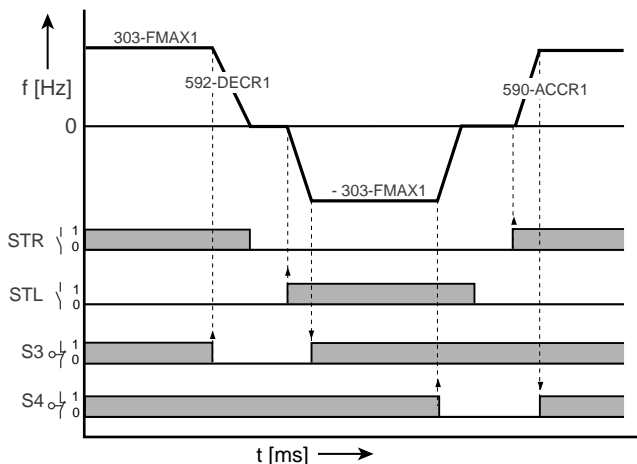 303-FMAX1
f [Hz]
592-DECR1
590-ACCR1
0
- 303-FMAX1
STR 1
0
STL 1
0
S3 1
0
S4 1
0
t [ms]